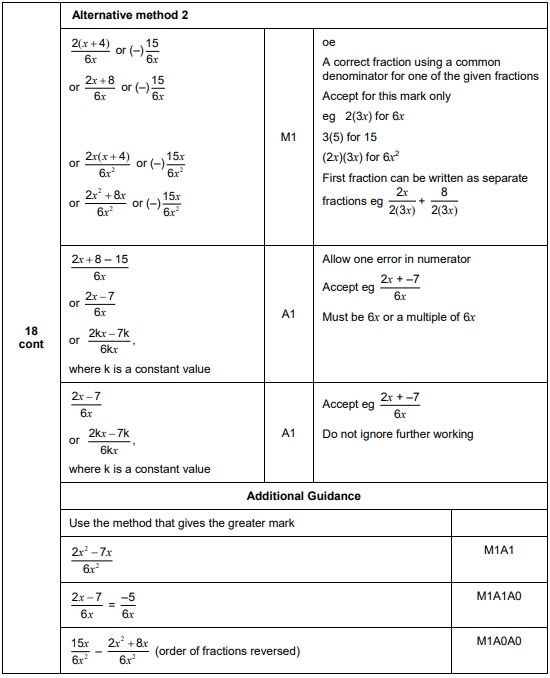 Alternative method 2
2(x + 4)/6x or (–) 15/6x
or 2x + 8/6x or (–) 15/6x
or 2x(x + 4)/6x² or (–) 15x/6x²
or 2x² + 8x/6x² or (–) 15x/6x²
M1
oe
A correct fraction using a common
denominator for one of the given fractions
Accept for this mark only
eg 2(3x) for 6x
3(5) for 15
(2x)(3x) for 6x²
First fraction can be written as separate
fractions eg 2x/2(3x) + 8/2(3x)
18
cont
2x + 8 – 15/6x
or 2x – 7/6x
or 2kx – 7k/6kx,
where k is a constant value
A1
Allow one error in numerator
Accept eg 2x + –7/6x
Must be 6x or a multiple of 6x
2x – 7/6x
or 2kx – 7k/6kx,
where k is a constant value
A1
Accept eg 2x + –7/6x
Do not ignore further working
Additional Guidance
Use the method that gives the greater mark
2x² – 7x/6x²
M1A1
2x – 7/6x = –5/6x
M1A1A0
15x/6x² – 2x² + 8x/6x² (order of fractions reversed)
M1A0A0